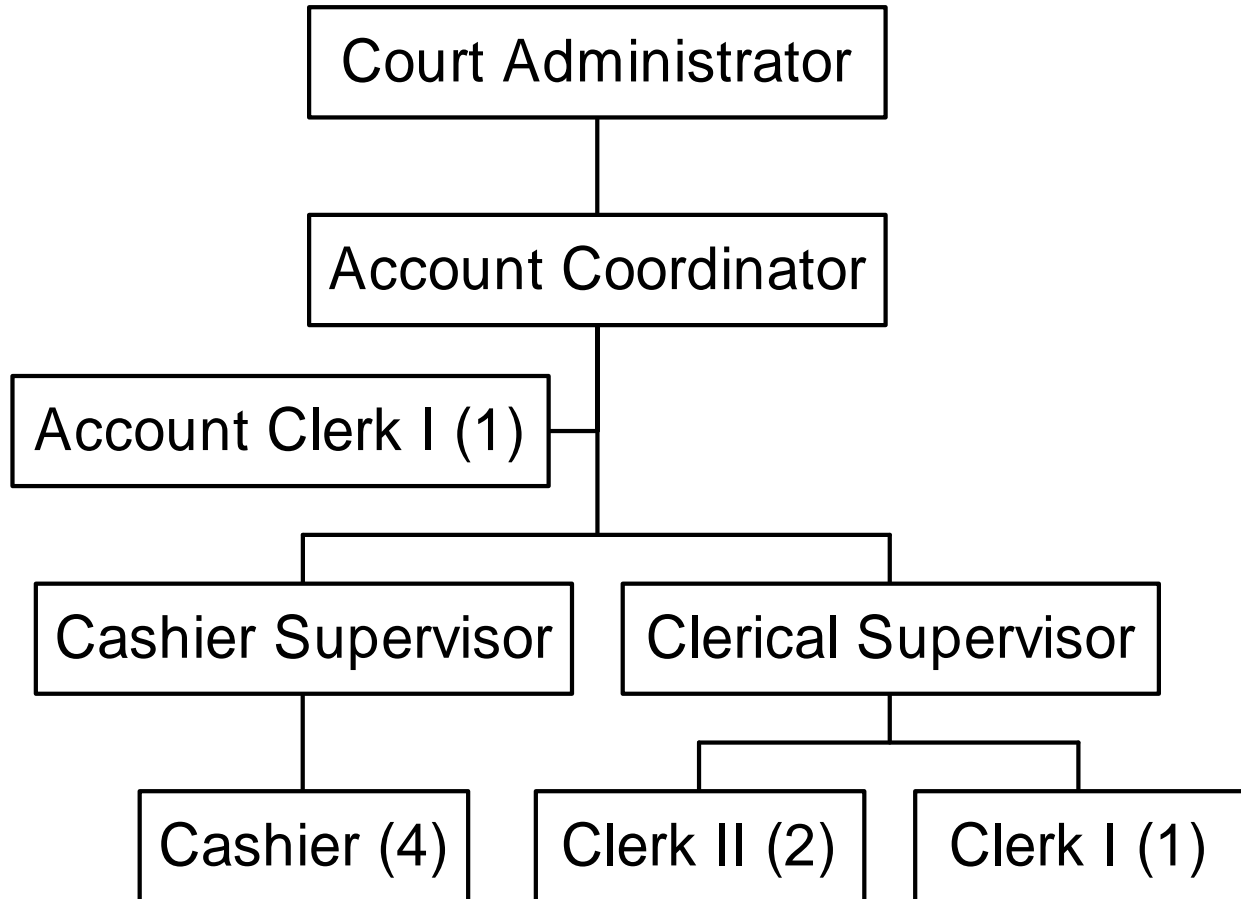 Court Administrator
Account Coordinator
Account Clerk I (1)
Cashier Supervisor
Clerical Supervisor
Cashier (4)
Clerk II (2)
Clerk I (1)